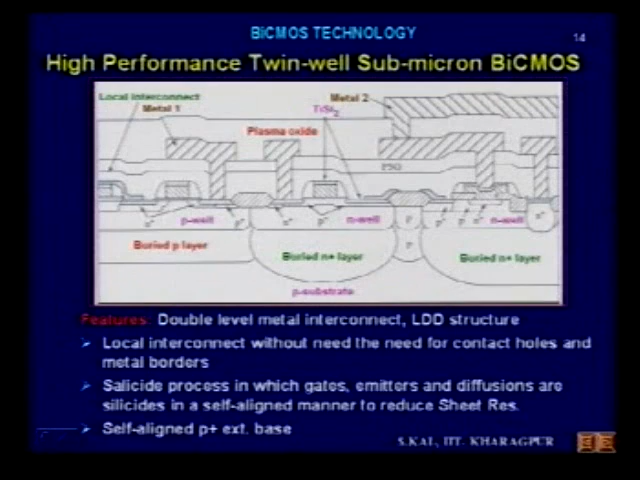 BiCMOS TECHNOLOGY
14
High Performance Twin-well Sub-micron BiCMOS
Local Interconnect
Metal 1
Metal 2
TiSi2
Plasma oxide
PSG
p-well
n-well
n-well
Buried p layer
Buried n+ layer
Buried n+ layer
p-substrate
Features: Double level metal interconnect, LDD structure
Local interconnect without need the need for contact holes and
metal borders
Salicide process in which gates, emitters and diffusions are
silicides in a self-aligned manner to reduce Sheet Res.
Self-aligned p+ ext. base
S.KAL, IIT. KHARAGPUR